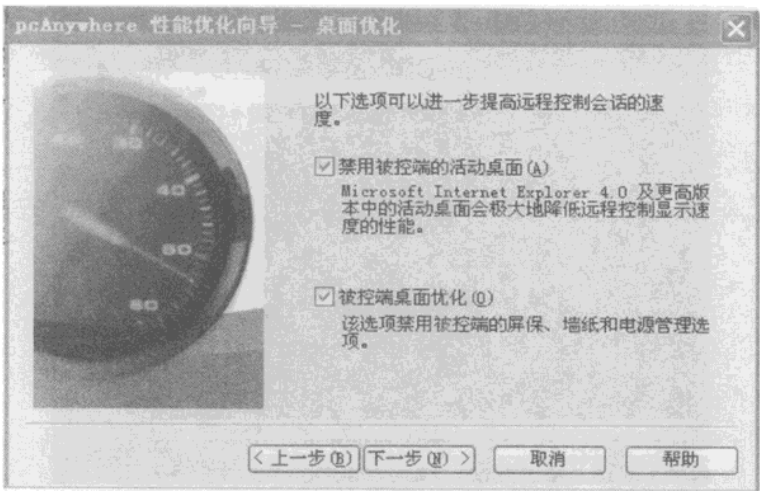 pcAnywhere 性能优化向导 - 桌面优化
以下选项可以进一步提高远程控制会话的速
度。
禁用被控端的活动桌面(A)
Microsoft Internet Explorer 4.0 及更高版
本中的活动桌面会极大地降低远程控制显示速
度的性能。
被控端桌面优化(O)
该选项禁用被控端的屏保、墙纸和电源管理选
项。
40
50
60
< 上一步(B) 下一步(N) > 取消 帮助